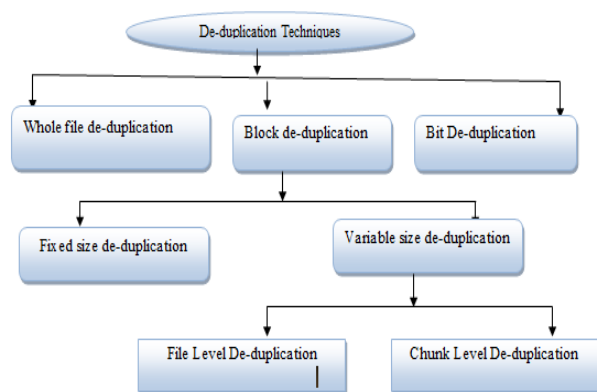 De-duplication Techniques
Whole file de-duplication
Block de-duplication
Bit De-duplication
Fixed size de-duplication
Variable size de-duplication
File Level De-duplication
Chunk Level De-duplication